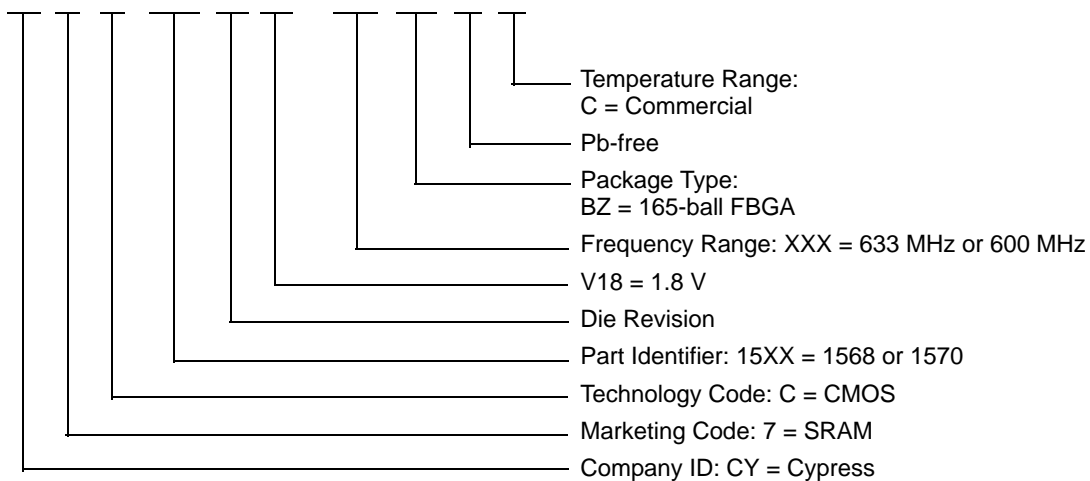 Temperature Range:
C = Commercial
Pb-free
Package Type:
BZ = 165-ball FBGA
Frequency Range: XXX = 633 MHz or 600 MHz
V18 = 1.8 V
Die Revision
Part Identifier: 15XX = 1568 or 1570
Technology Code: C = CMOS
Marketing Code: 7 = SRAM
Company ID: CY = Cypress